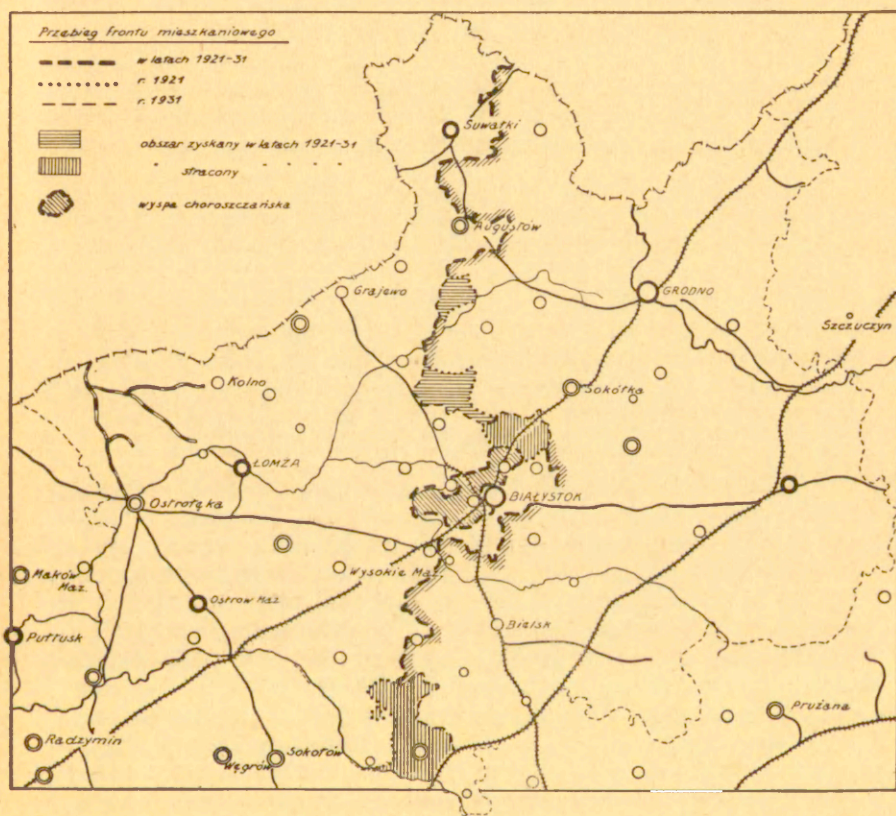 Przebieg frontu mieszkaniowego
w latach 1921-31
r. 1921
r. 1931
obszar zyskany w latach 1921-31
" stracony
wyspa choroszczańska
Suwałki
Augustów
Grajewo
GRODNO
Szczuczyn
Kolno
Sokółka
ŁOMŻA
Ostrołęka
BIAŁYSTOK
Wysokie Maz.
Maków
Maz
Ostrów Maz
Bielsk
Pułtusk
Prużana
Radzymin
Węgrów
Sokołów